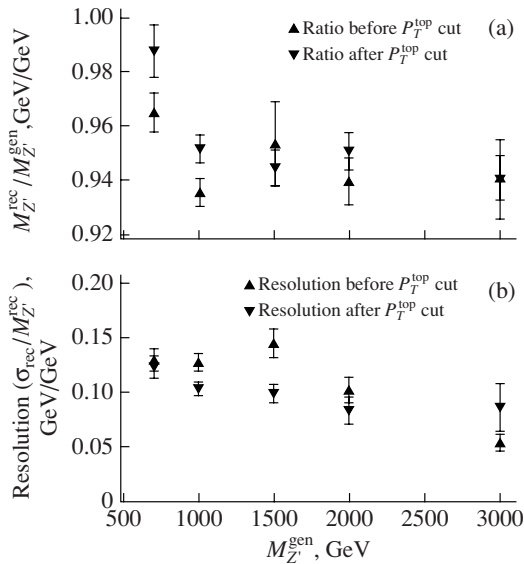 1.00
▲ Ratio before P_T^top cut (a)
▼ Ratio after P_T^top cut
0.98
0.96
0.94
0.92
M_Z'^rec/M_Z'^gen,GeV/GeV
0.20
▲ Resolution before P_T^top cut (b)
▼ Resolution after P_T^top cut
0.15
0.10
0.05
Resolution (σ_rec/M_Z'^rec),
GeV/GeV
500 1000 1500 2000 2500 3000
M_Z'^gen, GeV